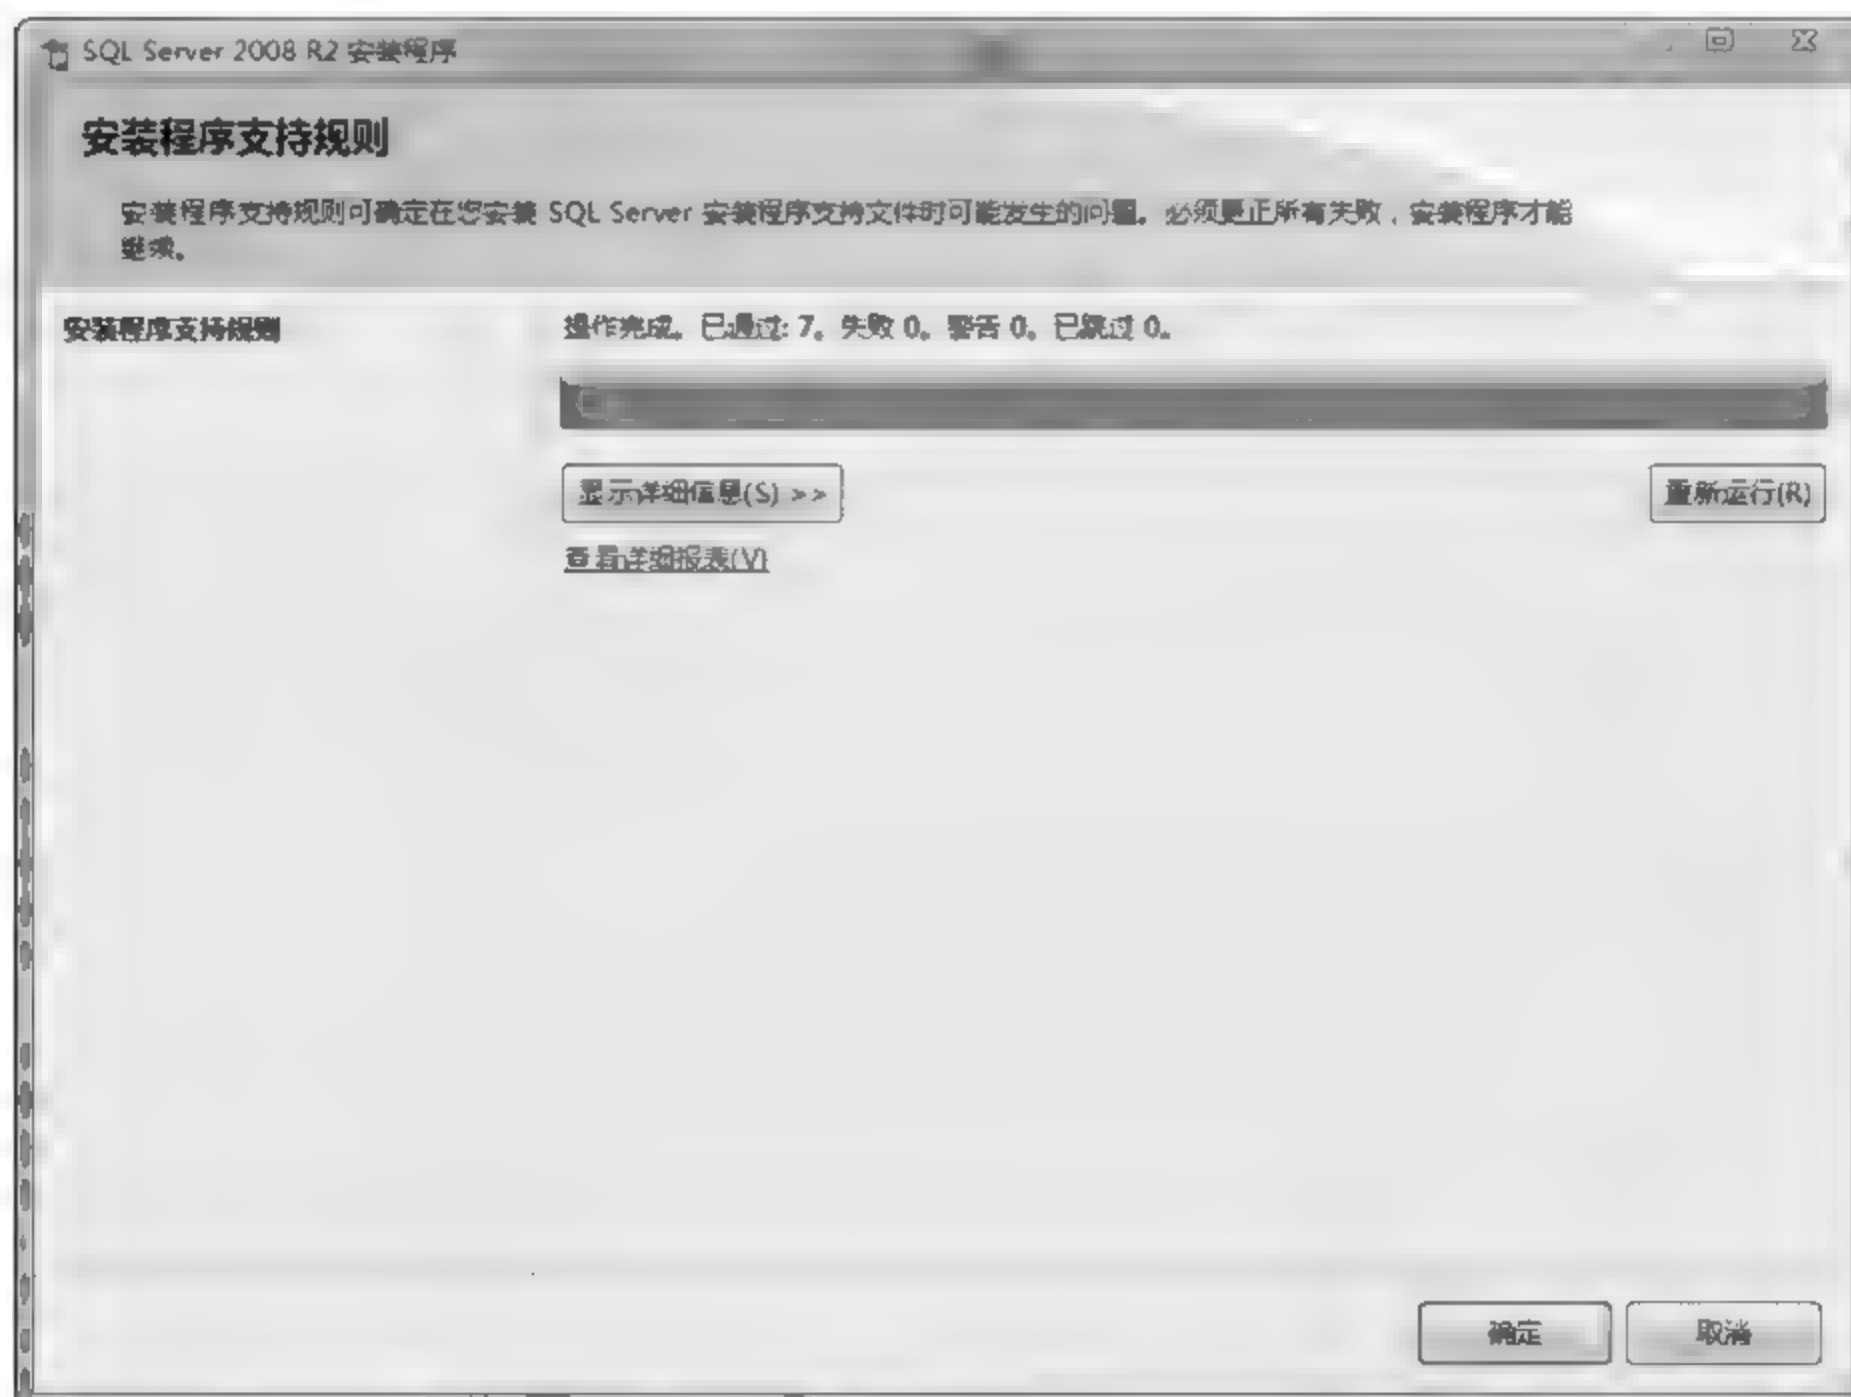 SQL Server 2008 R2 安装程序
安装程序支持规则
安装程序支持规则可确定在您安装 SQL Server 安装程序支持文件时可能发生的问题。必须更正所有失败，安装程序才能
继续。
安装程序支持规则
操作完成。已通过: 7。失败 0。警告 0。已跳过 0。
显示详细信息(S) >>
重新运行(R)
查看详细报表(V)
确定
取消